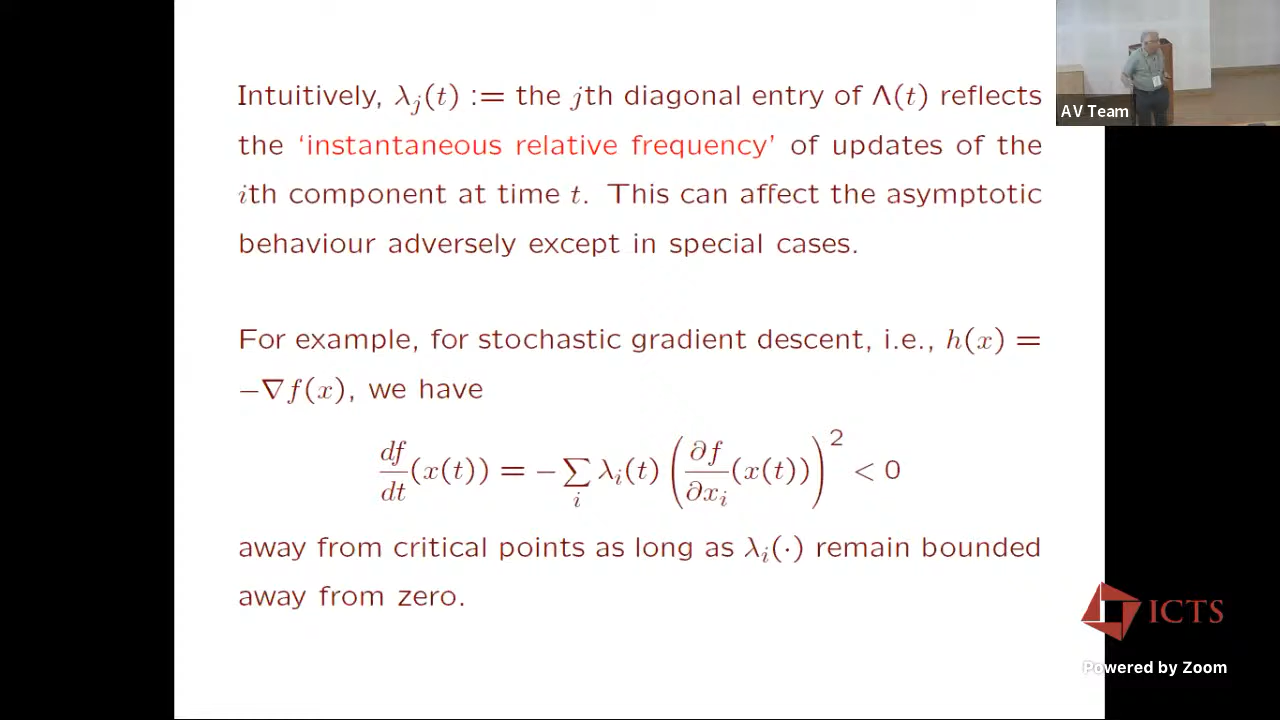 Intuitively, λ_j(t) := the jth diagonal entry of Λ(t) reflects
the ‘instantaneous relative frequency’ of updates of the
ith component at time t. This can affect the asymptotic
behaviour adversely except in special cases.
For example, for stochastic gradient descent, i.e., h(x) =
−∇f(x), we have
df/dt (x(t)) = − ∑_i λ_i(t) (∂f/∂x_i (x(t)))² < 0
away from critical points as long as λ_i(·) remain bounded
away from zero.
AV Team
ICTS
Powered by Zoom